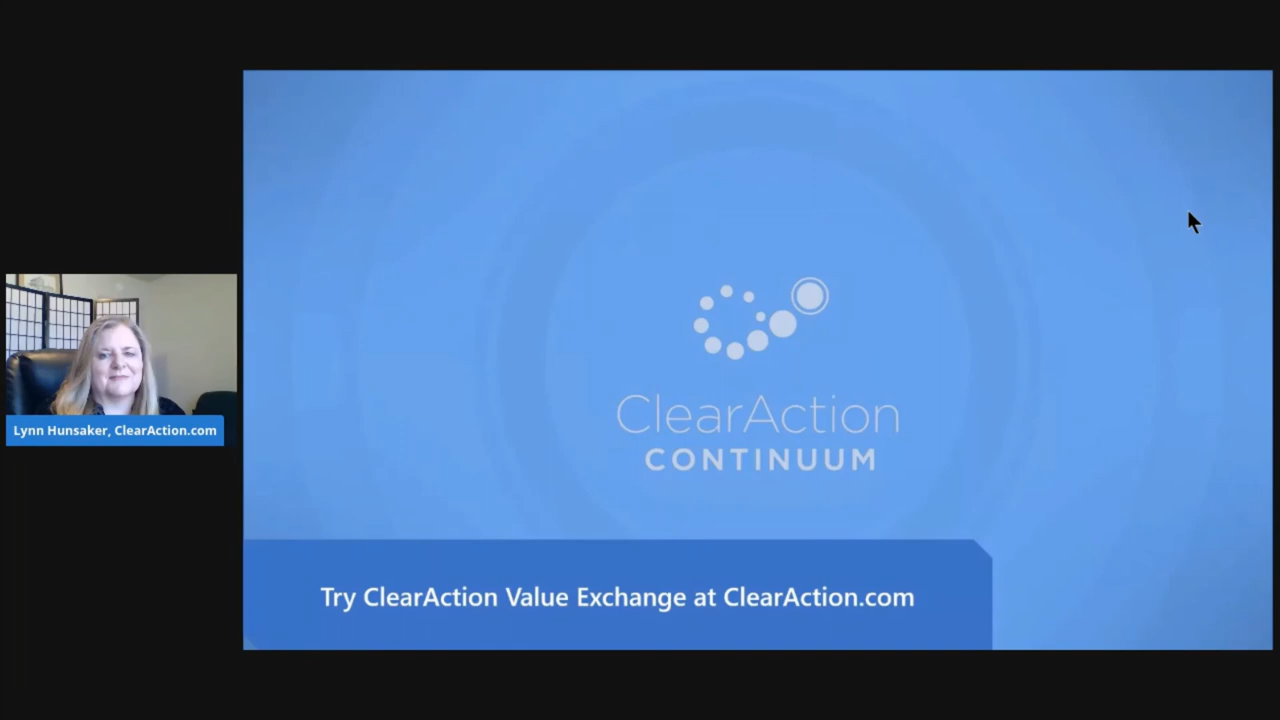 Lynn Hunsaker, ClearAction.com
ClearAction
CONTINUUM
Try ClearAction Value Exchange at ClearAction.com